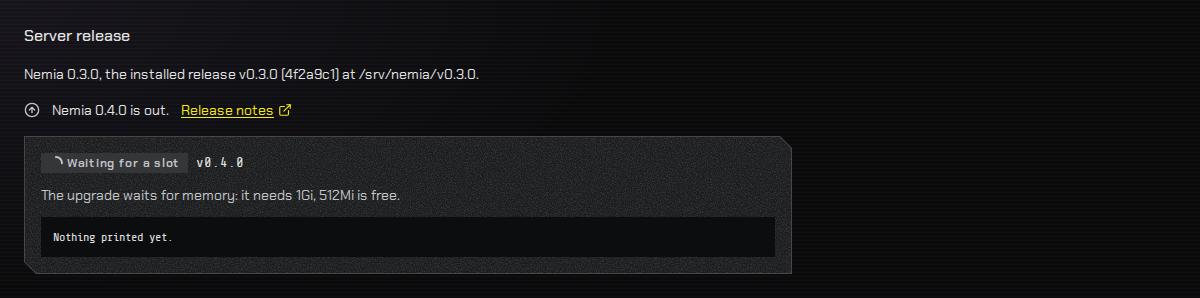 Server release
Nemia 0.3.0, the installed release v0.3.0 (4f2a9c1) at /srv/nemia/v0.3.0.
Nemia 0.4.0 is out. Release notes
Waiting for a slot v0.4.0
The upgrade waits for memory: it needs 1Gi, 512Mi is free.
Nothing printed yet.